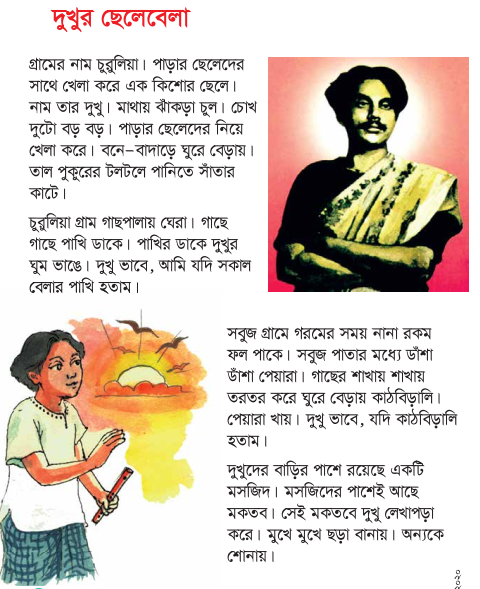 দুখুর ছেলেবেলা
গ্রামের নাম চুরুলিয়া। পাড়ার ছেলেদের
সাথে খেলা করে এক কিশোর ছেলে।
নাম তার দুখু। মাথায় ঝাঁকড়া চুল। চোখ
দুটো বড় বড়। পাড়ার ছেলেদের নিয়ে
খেলা করে। বনে-বাদাড়ে ঘুরে বেড়ায়।
তাল পুকুরের টলটলে পানিতে সাঁতার
কাটে।
চুরুলিয়া গ্রাম গাছপালায় ঘেরা। গাছে
গাছে পাখি ডাকে। পাখির ডাকে দুখুর
ঘুম ভাঙে। দুখু ভাবে, আমি যদি সকাল
বেলার পাখি হতাম।
সবুজ গ্রামে গরমের সময় নানা রকম
ফল পাকে। সবুজ পাতার মধ্যে ডাঁশা
ডাঁশা পেয়ারা। গাছের শাখায় শাখায়
তরতর করে ঘুরে বেড়ায় কাঠবিড়ালি।
পেয়ারা খায়। দুখু ভাবে, যদি কাঠবিড়ালি
হতাম।
দুখুদের বাড়ির পাশে রয়েছে একটি
মসজিদ। মসজিদের পাশেই আছে
মকতব। সেই মকতবে দুখু লেখাপড়া
করে। মুখে মুখে ছড়া বানায়। অন্যকে
শোনায়।
২০২০